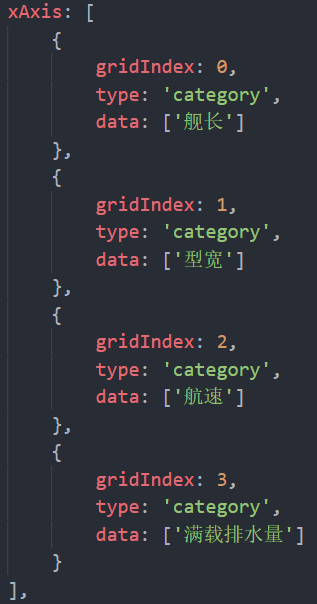 xAxis: [
    {
        gridIndex: 0,
        type: 'category',
        data: ['舰长']
    },
    {
        gridIndex: 1,
        type: 'category',
        data: ['型宽']
    },
    {
        gridIndex: 2,
        type: 'category',
        data: ['航速']
    },
    {
        gridIndex: 3,
        type: 'category',
        data: ['满载排水量']
    }
],